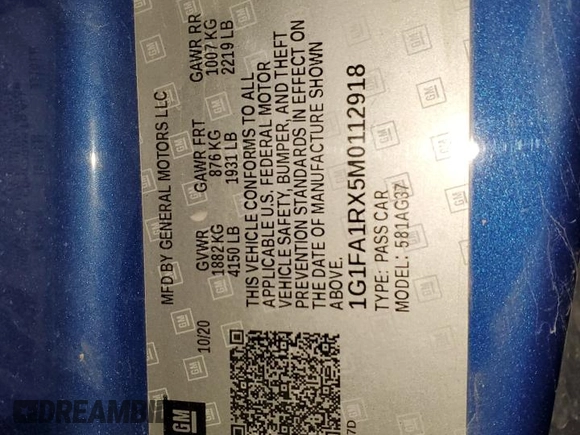 MFD BY GENERAL MOTORS LLC
10/20
GVWR GAWR FRT GAWR RR
1882 KG 876 KG 1007 KG
4150 LB 1931 LB 2219 LB
THIS VEHICLE CONFORMS TO ALL
APPLICABLE U.S. FEDERAL MOTOR
VEHICLE SAFETY, BUMPER, AND THEFT
PREVENTION STANDARDS IN EFFECT ON
THE DATE OF MANUFACTURE SHOWN
ABOVE.
1G1FA1RX5M0112918
TYPE: PASS CAR
MODEL: 581AG37
GM
7D